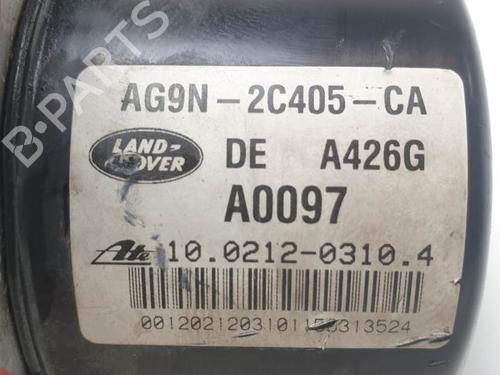 B-PARTS
AG9N-2C405-CA
LAND-ROVER DE A426G
A0097
Ate 10.0212-0310.4